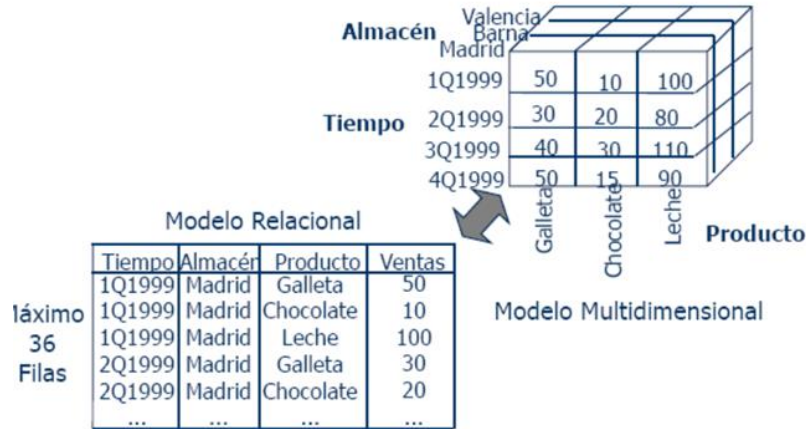 Valencia
Almacén Barna
Madrid
1Q1999 50 10 100
Tiempo 2Q1999 30 20 80
3Q1999 40 30 110
4Q1999 50 15 90
Galleta
Chocolate
Leche
Producto
Modelo Relacional
Tiempo Almacén Producto Ventas
1Q1999 Madrid Galleta 50
1Q1999 Madrid Chocolate 10
1Q1999 Madrid Leche 100
2Q1999 Madrid Galleta 30
2Q1999 Madrid Chocolate 20
... ... ... ...
láximo
36
Filas
Modelo Multidimensional